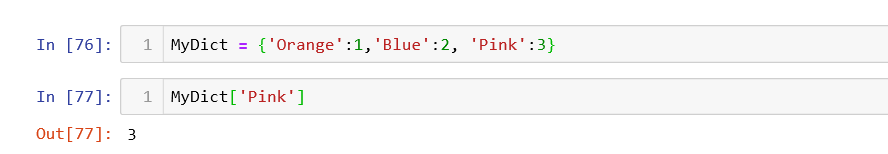 In [76]: 1 MyDict = {'Orange':1,'Blue':2, 'Pink':3}
In [77]: 1 MyDict['Pink']
Out[77]: 3